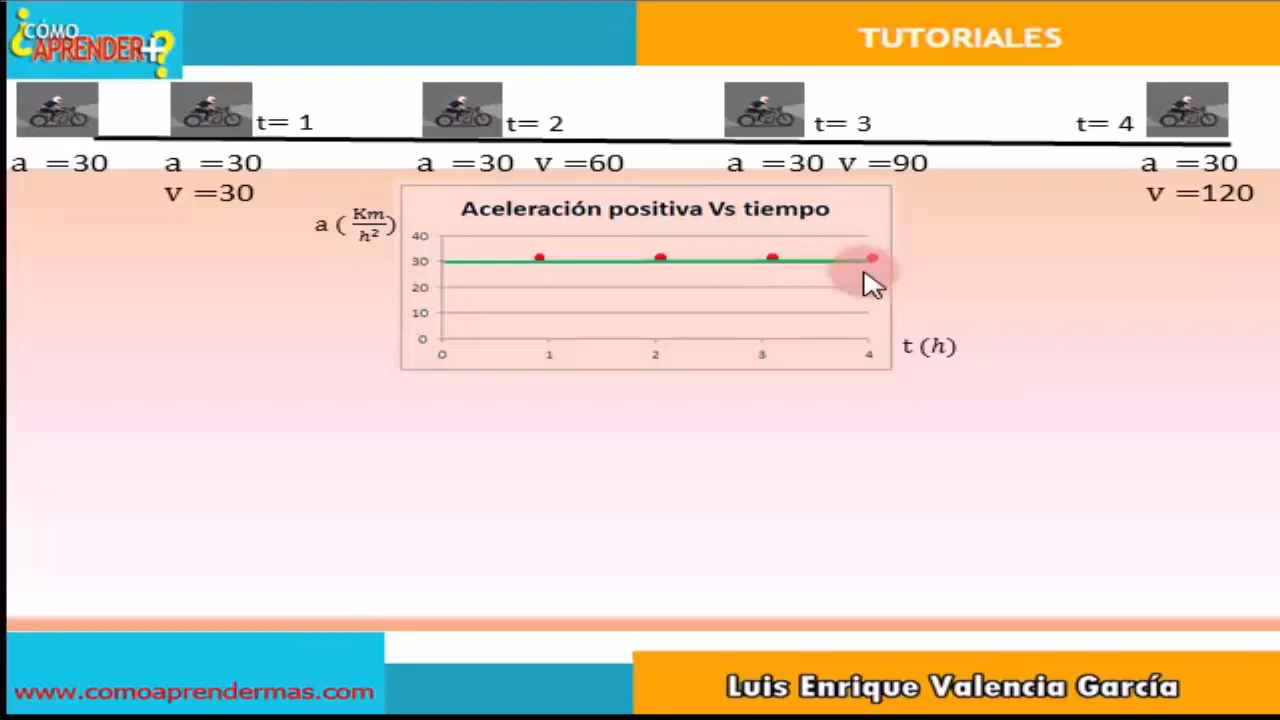 ¿CÓMO
APRENDER+?
TUTORIALES
t= 1
t= 2
t= 3
t= 4
a =30
a =30
a =30 v =60
a =30 v =90
a =30
v =30
v =120
a ( Km/h² )
Aceleración positiva Vs tiempo
40
30
20
10
0
0 1 2 3 4
t (h)
www.comoaprendermas.com
Luis Enrique Valencia García